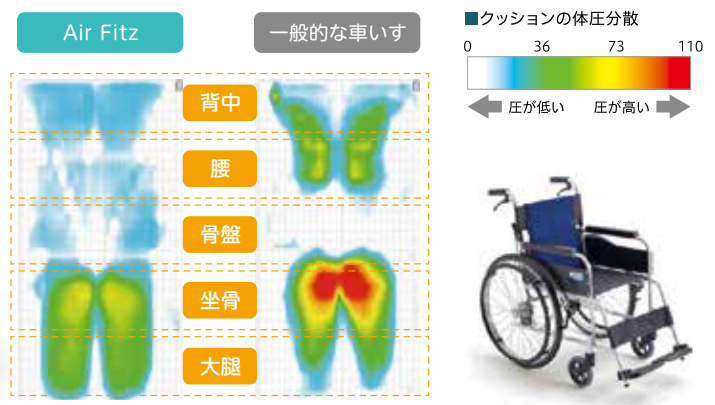 Air Fitz
一般的な車いす
■クッションの体圧分散
0 36 73 110
圧が低い 圧が高い
背中
腰
骨盤
坐骨
大腿